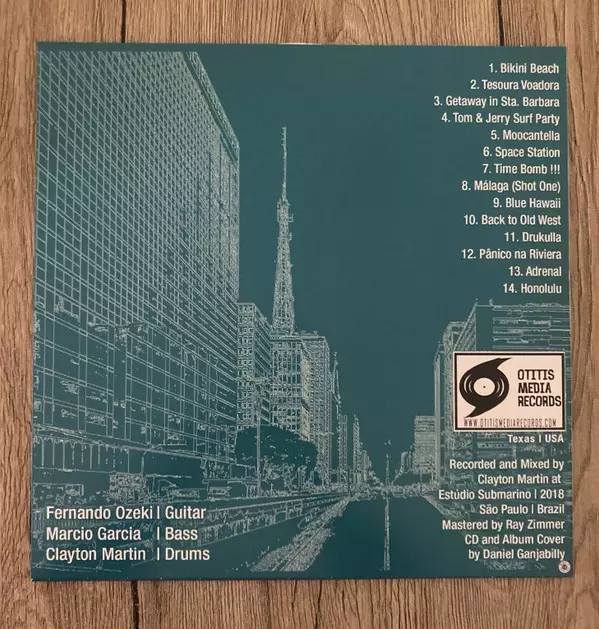 1. Bikini Beach
2. Tesoura Voadora
3. Getaway in Sta. Barbara
4. Tom & Jerry Surf Party
5. Moocantella
6. Space Station
7. Time Bomb !!!
8. Málaga (Shot One)
9. Blue Hawaii
10. Back to Old West
11. Drukulla
12. Pânico na Riviera
13. Adrenal
14. Honolulu
OTITIS
MEDIA
RECORDS
WWW.OTITISMEDIARECORDS.COM
Texas | USA
Recorded and Mixed by
Clayton Martin at
Estúdio Submarino | 2018
São Paulo | Brazil
Mastered by Ray Zimmer
CD and Album Cover
by Daniel Ganjabilly
Fernando Ozeki | Guitar
Marcio Garcia | Bass
Clayton Martin | Drums